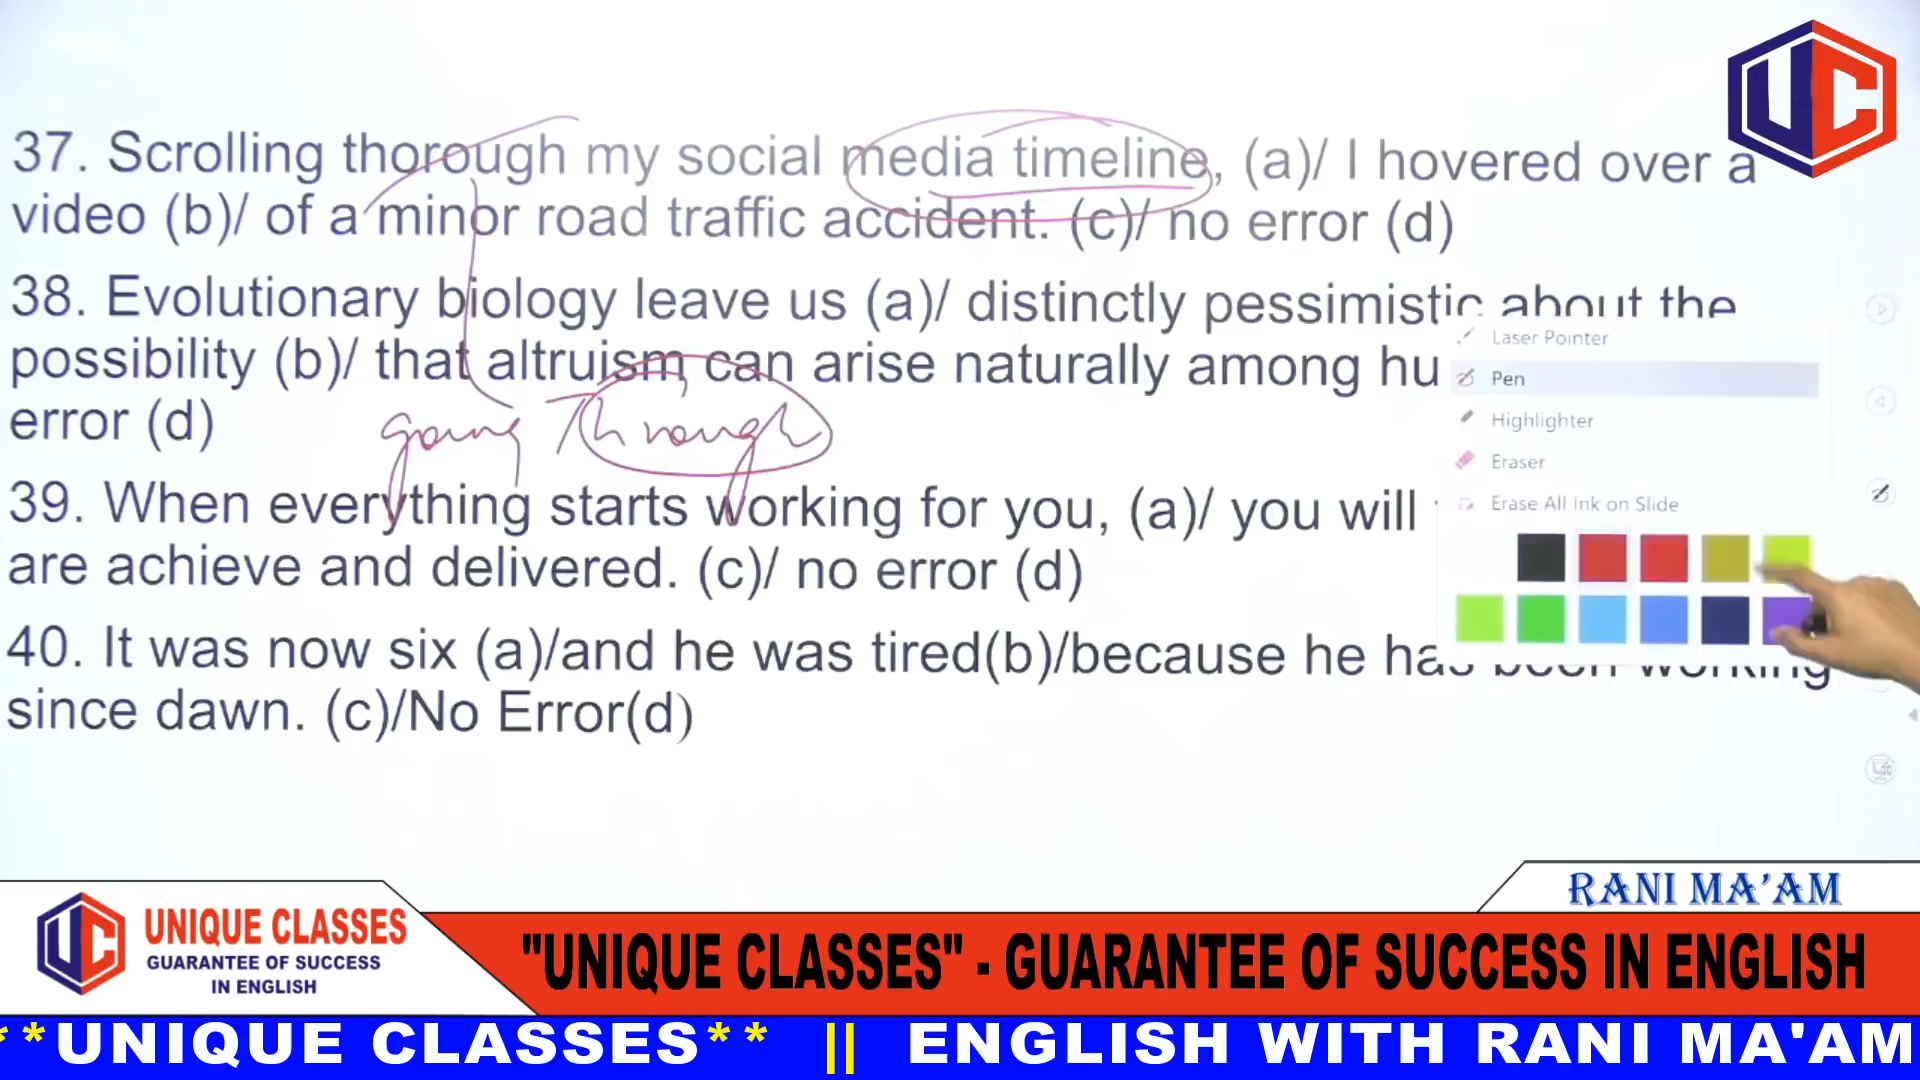 37. Scrolling thorough my social media timeline, (a)/ I hovered over a
video (b)/ of a minor road traffic accident. (c)/ no error (d)
38. Evolutionary biology leave us (a)/ distinctly pessimistic about the
possibility (b)/ that altruism can arise naturally among hu
error (d)
going Through
39. When everything starts working for you, (a)/ you will
are achieve and delivered. (c)/ no error (d)
40. It was now six (a)/and he was tired(b)/because he has been working
since dawn. (c)/No Error(d)
Laser Pointer
Pen
Highlighter
Eraser
Erase All Ink on Slide
UC
RANI MA'AM
UC
UNIQUE CLASSES
GUARANTEE OF SUCCESS
IN ENGLISH
"UNIQUE CLASSES" - GUARANTEE OF SUCCESS IN ENGLISH
**UNIQUE CLASSES** || ENGLISH WITH RANI MA'AM